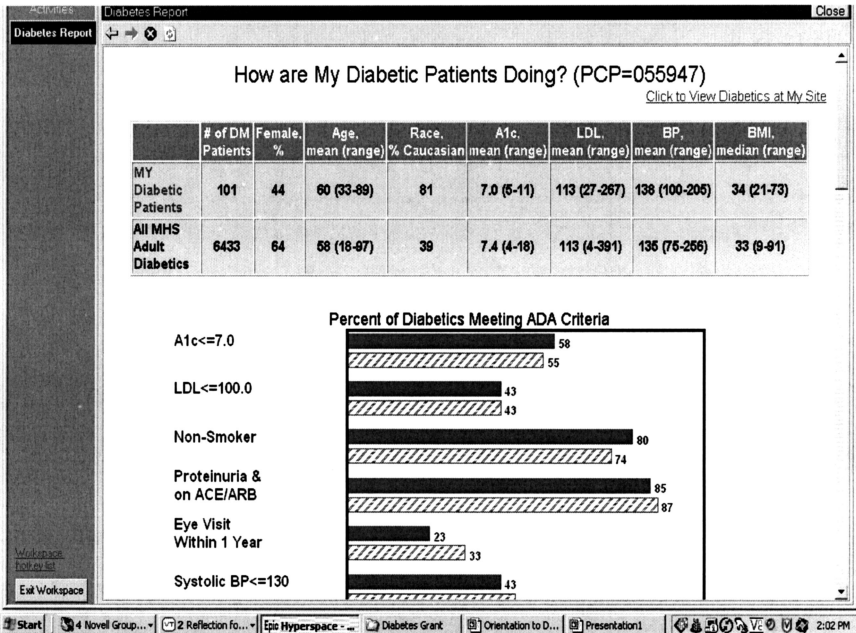 Activities
Diabetes Report
Close
Diabetes Report
How are My Diabetic Patients Doing? (PCP=055947)
Click to View Diabetics at My Site
# of DM Patients Female, % Age, mean (range) Race, % Caucasian A1c, mean (range) LDL, mean (range) BP, mean (range) BMI, median (range)
MY Diabetic Patients 101 44 60 (33-89) 81 7.0 (5-11) 113 (27-267) 138 (100-205) 34 (21-73)
All MHS Adult Diabetics 6433 64 58 (18-97) 39 7.4 (4-18) 113 (4-391) 135 (75-256) 33 (9-91)
Percent of Diabetics Meeting ADA Criteria
A1c<=7.0 58
55
LDL<=100.0 43
43
Non-Smoker 80
74
Proteinuria &
on ACE/ARB 85
87
Eye Visit
Within 1 Year 23
33
Systolic BP<=130 43
Workspace
hotkey list
Exit Workspace
Start 4 Novell Group... 2 Reflection fo... Epic Hyperspace - ... Diabetes Grant Orientation to D... Presentation1 2:02 PM